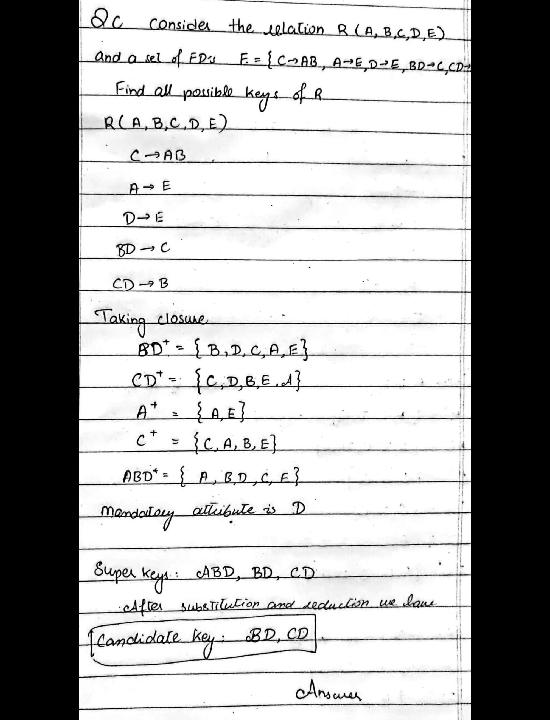 Qc Consider the relation R (A, B, C, D, E)
and a set of FDs F = { C→AB, A→E, D→E, BD→C, CD→
Find all possible keys of R
R ( A, B, C, D, E )
C → AB
A → E
D → E
BD → C
CD → B
Taking closure
BD⁺ = { B, D, C, A, E }
CD⁺ = { C, D, B, E, A }
A⁺ = { A, E }
C⁺ = { C, A, B, E }
ABD⁺ = { A, B, D, C, E }
Mandatory attribute is D
Super keys : ABD, BD, CD
After substitution and reduction we have
Candidate key : BD, CD
Answer